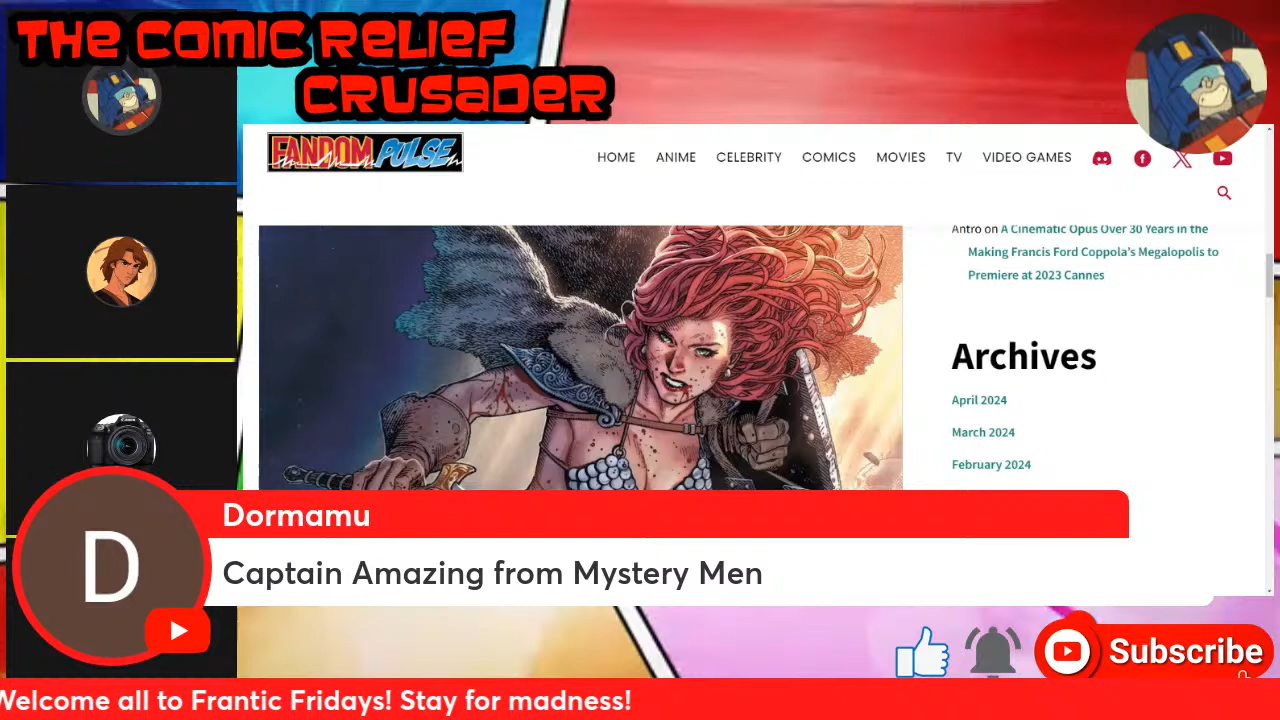 THE COMIC RELIEF
CRUSADER
FANDOM PULSE
HOME ANIME CELEBRITY COMICS MOVIES TV VIDEO GAMES
Antro on A Cinematic Opus Over 30 Years in the
Making Francis Ford Coppola's Megalopolis to
Premiere at 2023 Cannes
Archives
April 2024
March 2024
February 2024
D
Dormamu
Captain Amazing from Mystery Men
Subscribe
Welcome all to Frantic Fridays! Stay for madness!